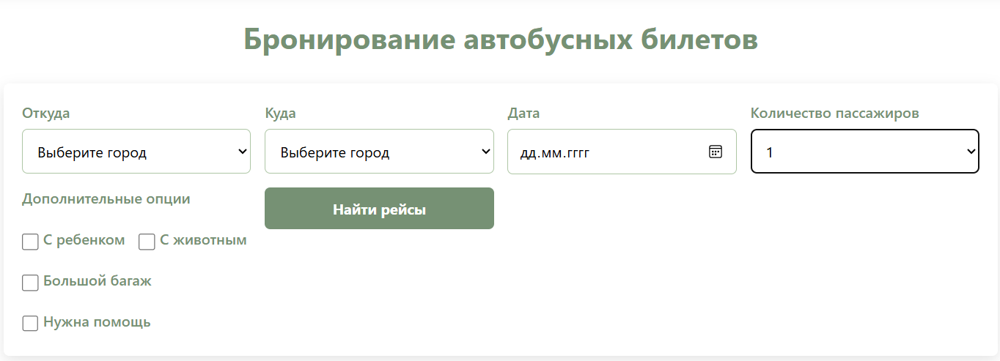 Бронирование автобусных билетов
Откуда
Куда
Дата
Количество пассажиров
Выберите город
Выберите город
дд.мм.гггг
1
Дополнительные опции
Найти рейсы
С ребенком
С животным
Большой багаж
Нужна помощь